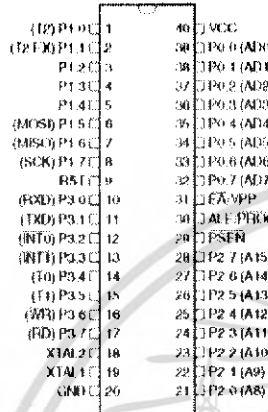 (T2) P1.0 1 40 VCC
(T2 EX) P1.1 2 39 P0.0 (AD0
P1.2 3 38 P0.1 (AD1
P1.3 4 37 P0.2 (AD2
P1.4 5 36 P0.3 (AD3
(MOSI) P1.5 6 35 P0.4 (AD4
(MISO) P1.6 7 34 P0.5 (AD5
(SCK) P1.7 8 33 P0.6 (AD6
RST 9 32 P0.7 (AD7
(RXD) P3.0 10 31 EA/VPP
(TXD) P3.1 11 30 ALE/PROG
(INT0) P3.2 12 29 PSEN
(INT1) P3.3 13 28 P2.7 (A15
(T0) P3.4 14 27 P2.6 (A14
(T1) P3.5 15 26 P2.5 (A13
(WR) P3.6 16 25 P2.4 (A12
(RD) P3.7 17 24 P2.3 (A11
XTAL2 18 23 P2.2 (A10
XTAL1 19 22 P2.1 (A9)
GND 20 21 P2.0 (A8)